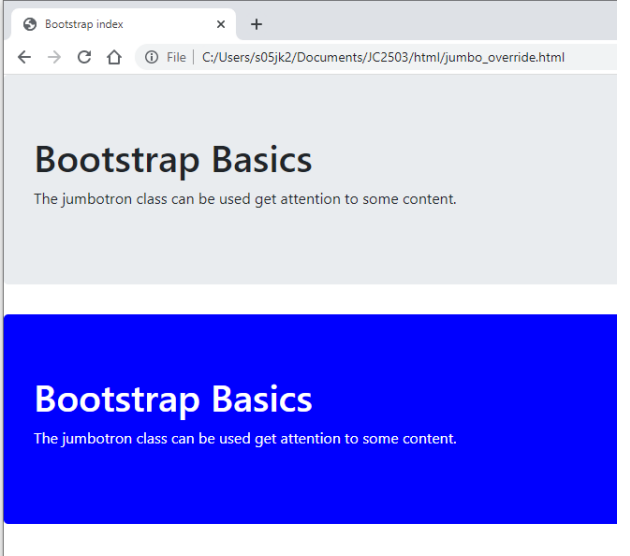 Bootstrap index
File | C:/Users/s05jk2/Documents/JC2503/html/jumbo_override.html
Bootstrap Basics
The jumbotron class can be used get attention to some content.
Bootstrap Basics
The jumbotron class can be used get attention to some content.